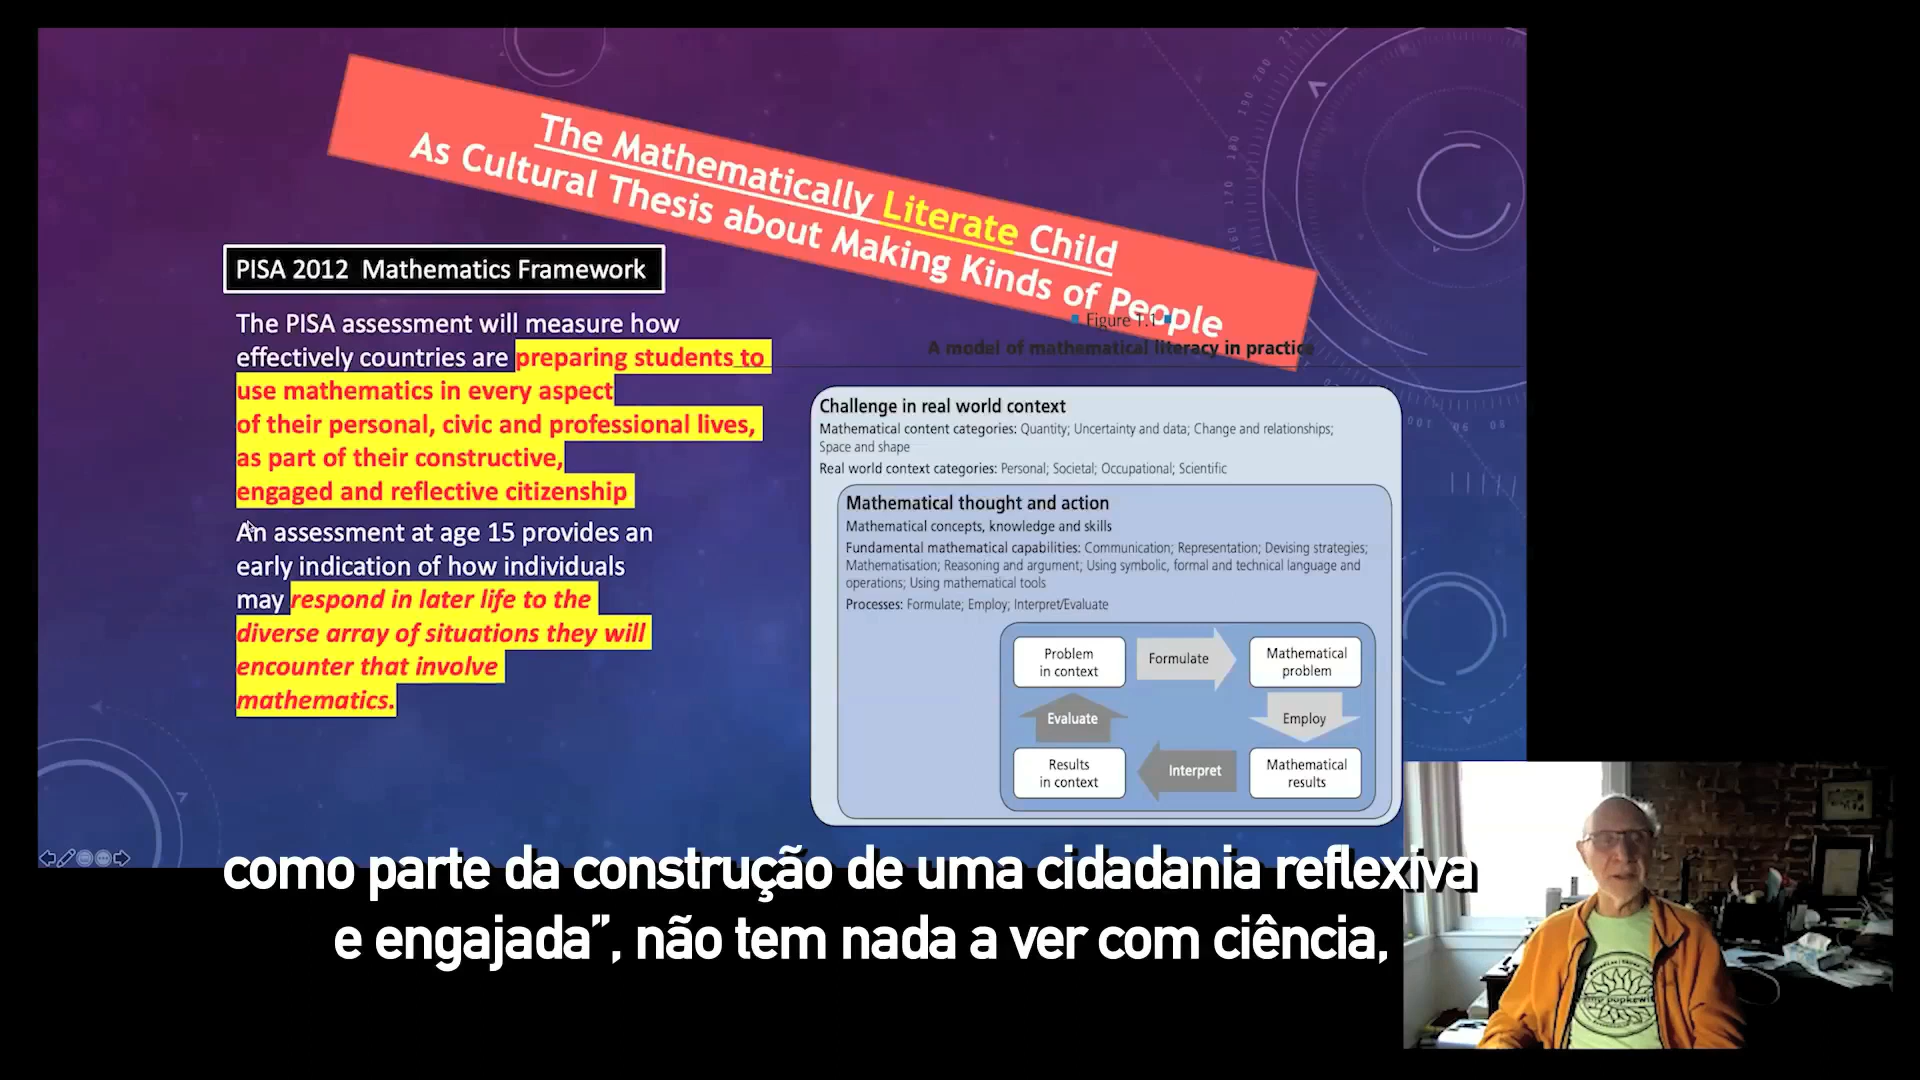 The Mathematically Literate Child
As Cultural Thesis about Making Kinds of People
PISA 2012 Mathematics Framework
The PISA assessment will measure how
effectively countries are preparing students to
use mathematics in every aspect
of their personal, civic and professional lives,
as part of their constructive,
engaged and reflective citizenship
An assessment at age 15 provides an
early indication of how individuals
may respond in later life to the
diverse array of situations they will
encounter that involve
mathematics.
Figure 1.1
A model of mathematical literacy in practice
Challenge in real world context
Mathematical content categories: Quantity; Uncertainty and data; Change and relationships;
Space and shape
Real world context categories: Personal; Societal; Occupational; Scientific
Mathematical thought and action
Mathematical concepts, knowledge and skills
Fundamental mathematical capabilities: Communication; Representation; Devising strategies;
Mathematisation; Reasoning and argument; Using symbolic, formal and technical language and
operations; Using mathematical tools
Processes: Formulate; Employ; Interpret/Evaluate
Problem
in context
Formulate
Mathematical
problem
Evaluate
Employ
Results
in context
Interpret
Mathematical
results
como parte da construção de uma cidadania reflexiva
e engajada”, não tem nada a ver com ciência,